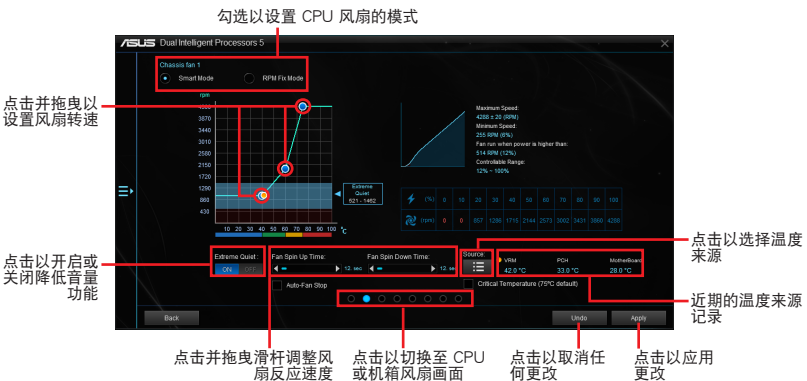 勾选以设置 CPU 风扇的模式
ASUS Dual Intelligent Processors 5
Chassis fan 1
Smart Mode RPM Fix Mode
点击并拖曳以
设置风扇转速
rpm
3870
3440
3010
2580
2150
1720
1290
860
430
10 20 30 40 50 60 70 80 90 100 °C
Extreme
Quiet
521 - 1462
Maximum Speed:
4288 ± 20 (RPM)
Minimum Speed:
255 RPM (6%)
Fan run when power is higher than:
514 RPM (12%)
Controllable Range:
12% ~ 100%
(%) 0 10 20 30 40 50 60 70 80 90 100
(rpm) 0 0 857 1286 1715 2144 2573 3002 3431 3860 4288
点击以开启或
关闭降低音量
功能
Extreme Quiet :
ON OFF
Fan Spin Up Time:
12. sec
Fan Spin Down Time:
12. sec
Auto-Fan Stop
Source:
VRM PCH MotherBoard
42.0 °C 33.0 °C 28.0 °C
Critical Temperature (75°C default)
点击以选择温度
来源
近期的温度来源
记录
Back
Undo
Apply
点击并拖曳滑杆调整风
扇反应速度
点击以切换至 CPU
或机箱风扇画面
点击以取消任
何更改
点击以应用
更改